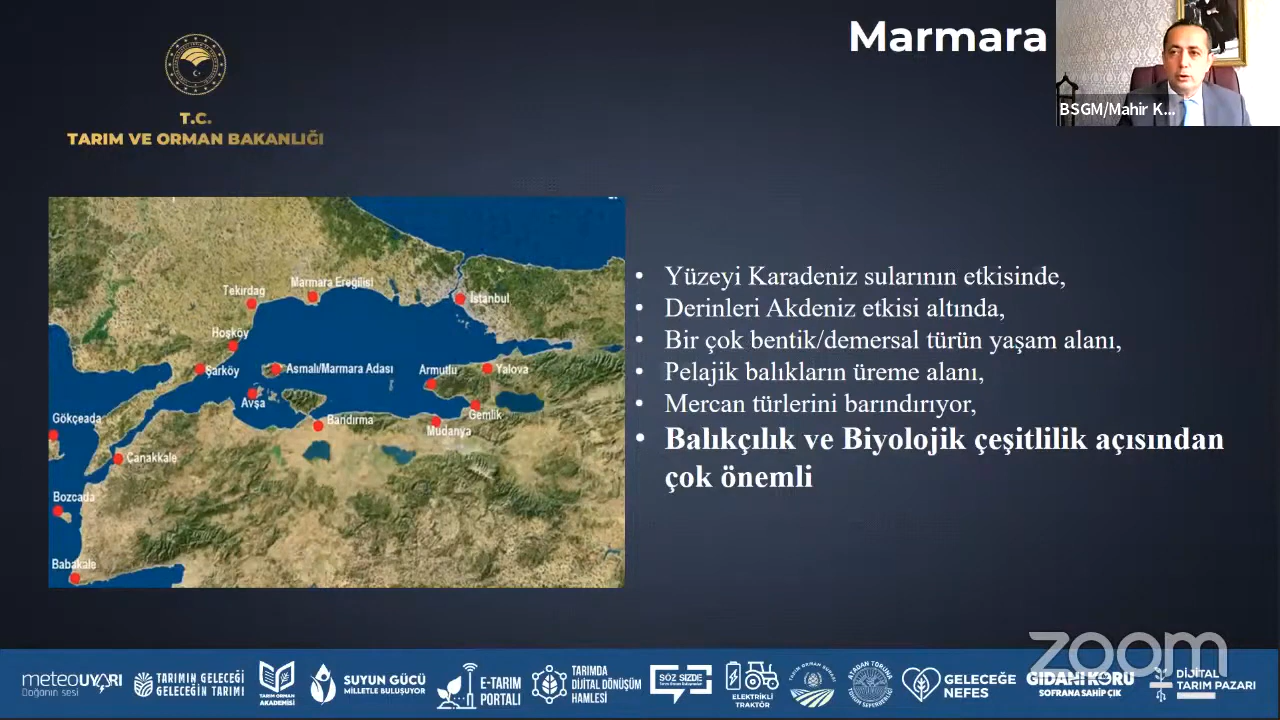 Marmara
BSGM/Mahir K...
T.C.
TARIM VE ORMAN BAKANLIĞI
Marmara Ereğilisi
Tekirdağ
İstanbul
Hoşköy
Şarköy
Asmalı/Marmara Adası
Armutlu
Yalova
Avşa
Gemlik
Gökçeada
Bandırma
Mudanya
Çanakkale
Bozcada
Babakale
• Yüzeyi Karadeniz sularının etkisinde,
• Derinleri Akdeniz etkisi altında,
• Bir çok bentik/demersal türün yaşam alanı,
• Pelajik balıkların üreme alanı,
• Mercan türlerini barındırıyor,
• Balıkçılık ve Biyolojik çeşitlilik açısından
çok önemli
zoom
meteoUYARI
Doğanın sesi
TARIMIN GELECEĞİ
GELECEĞİN TARIMI
TARIM ORMAN
AKADEMİSİ
SUYUN GÜCÜ
MİLLETLE BULUŞUYOR
E-TARIM
PORTALI
TARIMDA
DİJİTAL DÖNÜŞÜM
HAMLESİ
SÖZ SİZDE
ELEKTRİKLİ
TRAKTÖR
GELECEĞE
NEFES
GIDANI KORU
SOFRANA SAHİP ÇIK
DİJİTAL
TARIM PAZARI